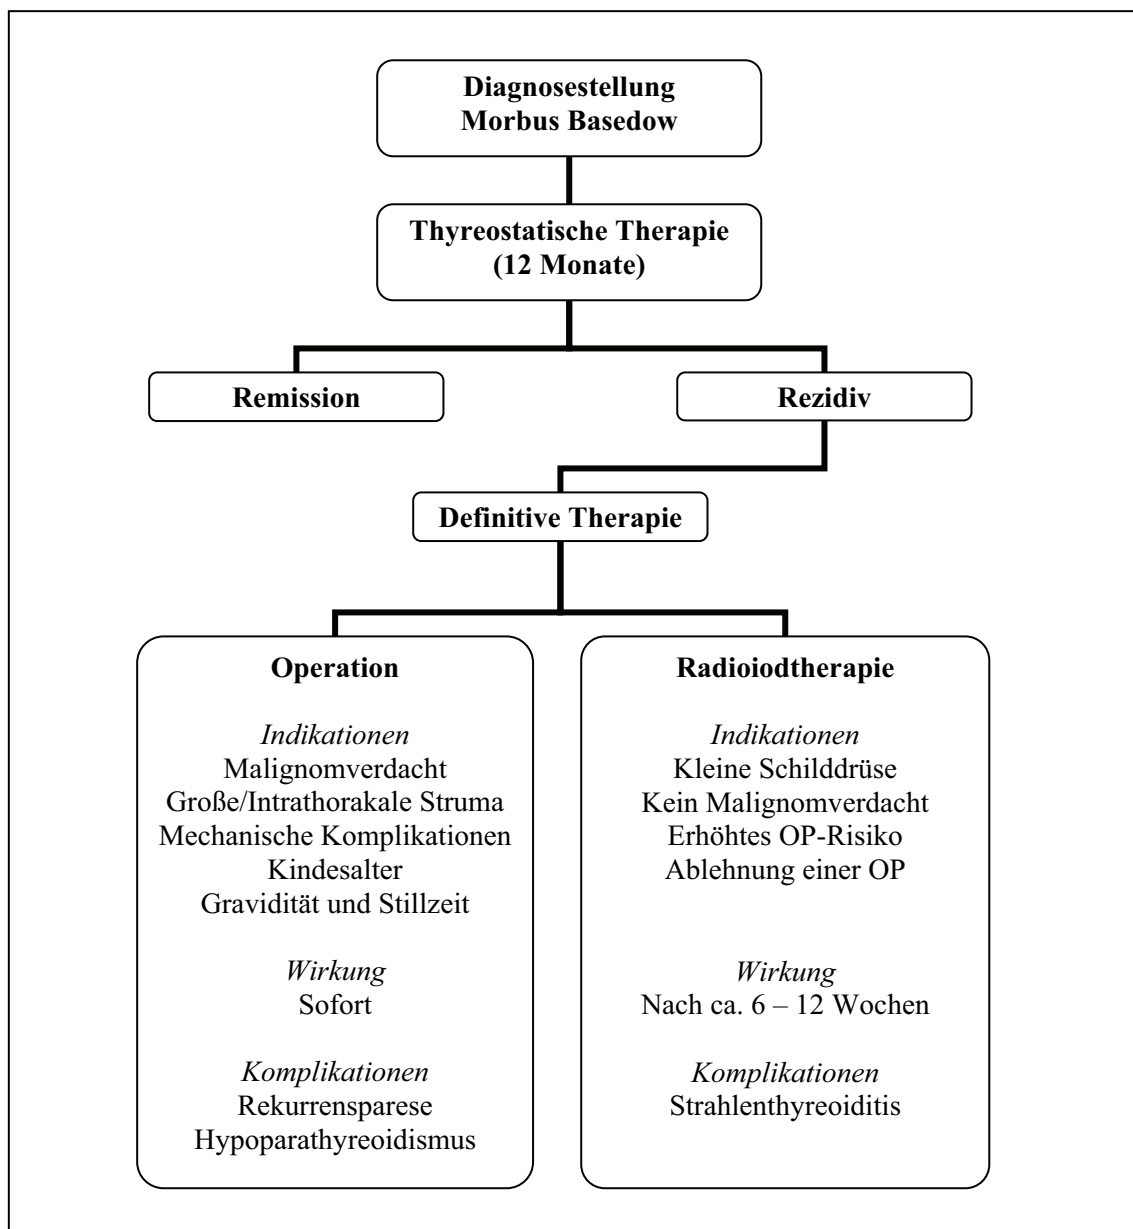 Diagnosestellung
Morbus Basedow
Thyreostatische Therapie
(12 Monate)
Remission
Rezidiv
Definitive Therapie
Operation
Indikationen
Malignomverdacht
Große/Intrathorakale Struma
Mechanische Komplikationen
Kindesalter
Gravidität und Stillzeit
Wirkung
Sofort
Komplikationen
Rekurrensparese
Hypoparathyreoidismus
Radioiodtherapie
Indikationen
Kleine Schilddrüse
Kein Malignomverdacht
Erhöhtes OP-Risiko
Ablehnung einer OP
Wirkung
Nach ca. 6 – 12 Wochen
Komplikationen
Strahlenthyreoiditis